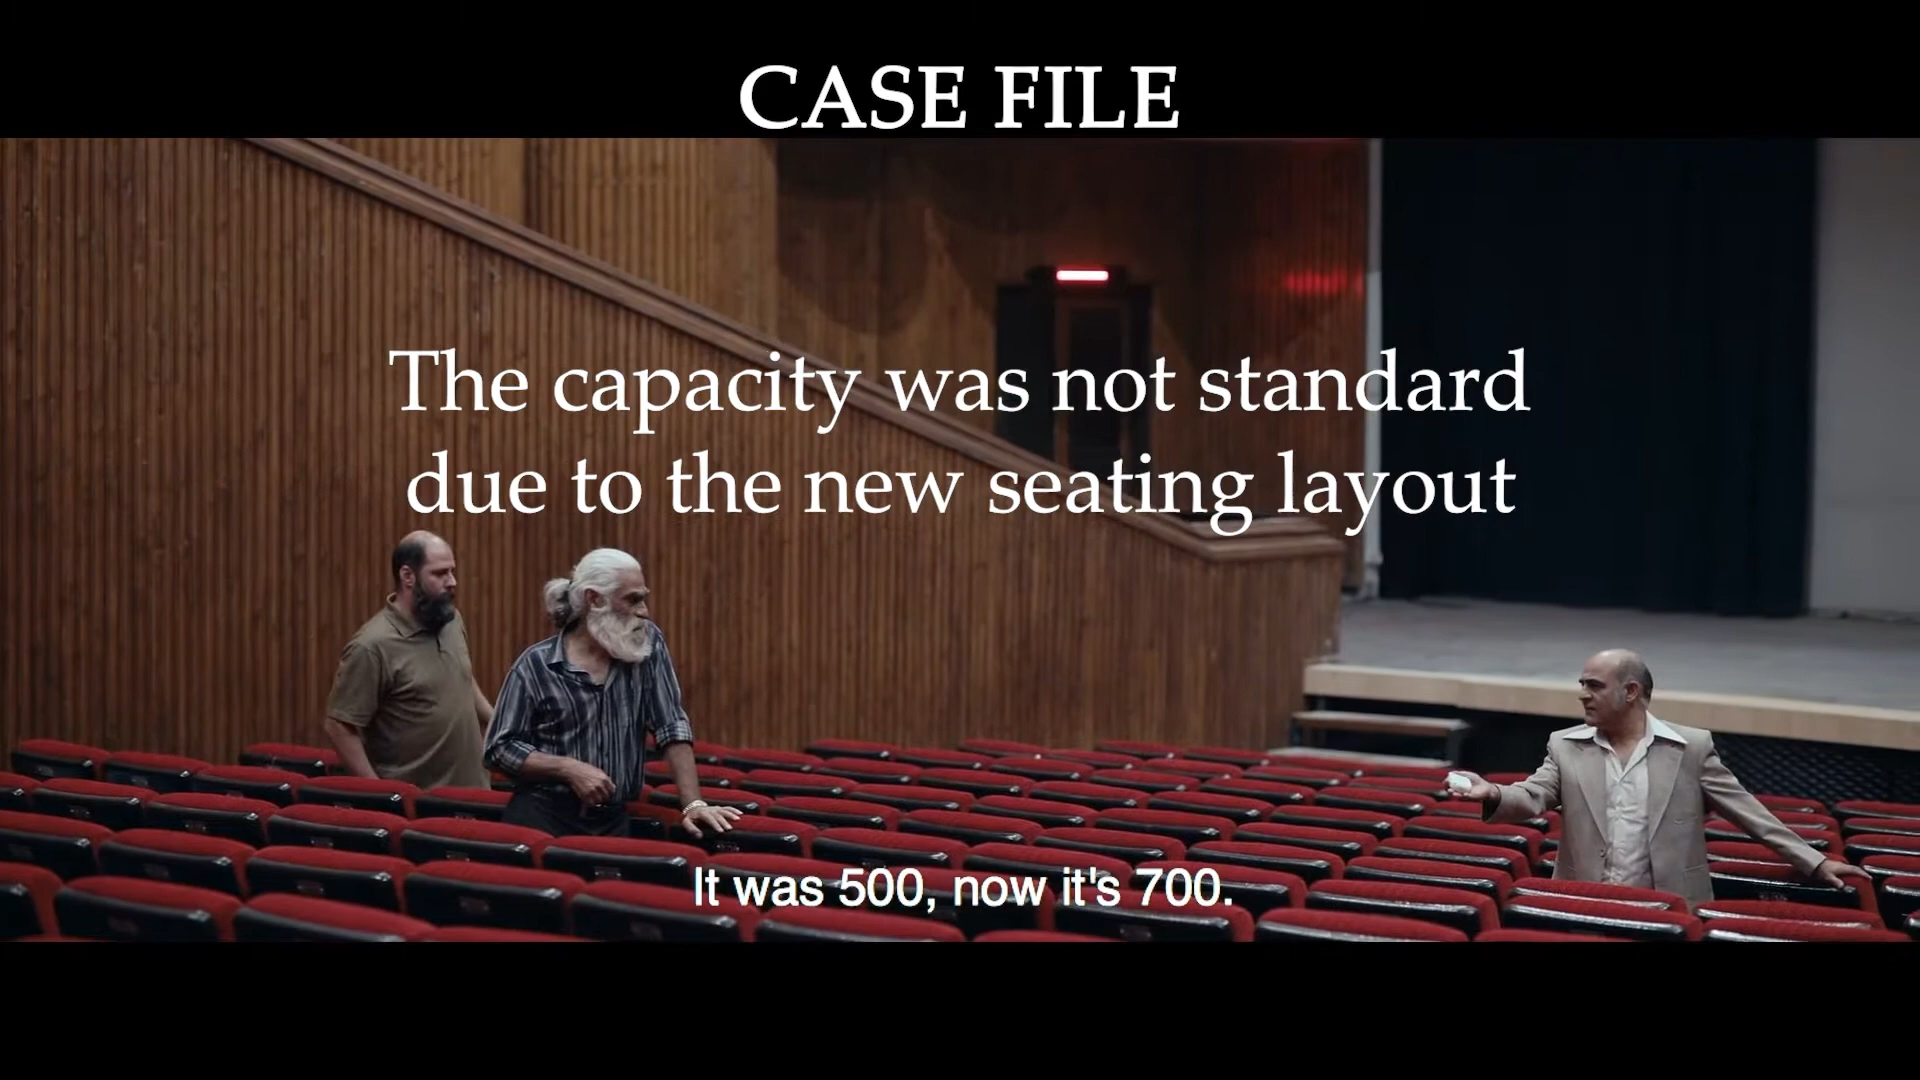 CASE FILE
The capacity was not standard
due to the new seating layout
It was 500, now it's 700.